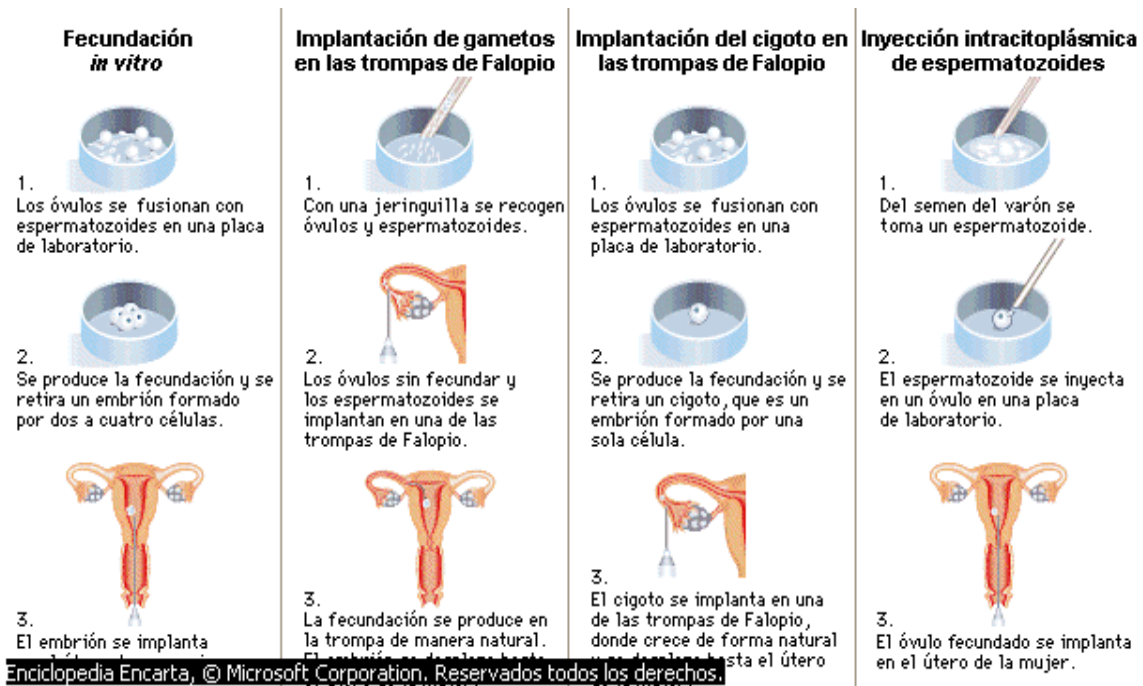 Fecundación
in vitro
1.
Los óvulos se fusionan con
espermatozoides en una placa
de laboratorio.
2.
Se produce la fecundación y se
retira un embrión formado
por dos a cuatro células.
3.
El embrión se implanta
Implantación de gametos
en las trompas de Falopio
1.
Con una jeringuilla se recogen
óvulos y espermatozoides.
2.
Los óvulos sin fecundar y
los espermatozoides se
implantan en una de las
trompas de Falopio.
3.
La fecundación se produce en
la trompa de manera natural.
Implantación del cigoto en
las trompas de Falopio
1.
Los óvulos se fusionan con
espermatozoides en una
placa de laboratorio.
2.
Se produce la fecundación y se
retira un cigoto, que es un
embrión formado por una
sola célula.
3.
El cigoto se implanta en una
de las trompas de Falopio,
donde crece de forma natural
hasta el útero
Inyección intracitoplásmica
de espermatozoides
1.
Del semen del varón se
toma un espermatozoide.
2.
El espermatozoide se inyecta
en un óvulo en una placa
de laboratorio.
3.
El óvulo fecundado se implanta
en el útero de la mujer.
Enciclopedia Encarta, © Microsoft Corporation. Reservados todos los derechos.